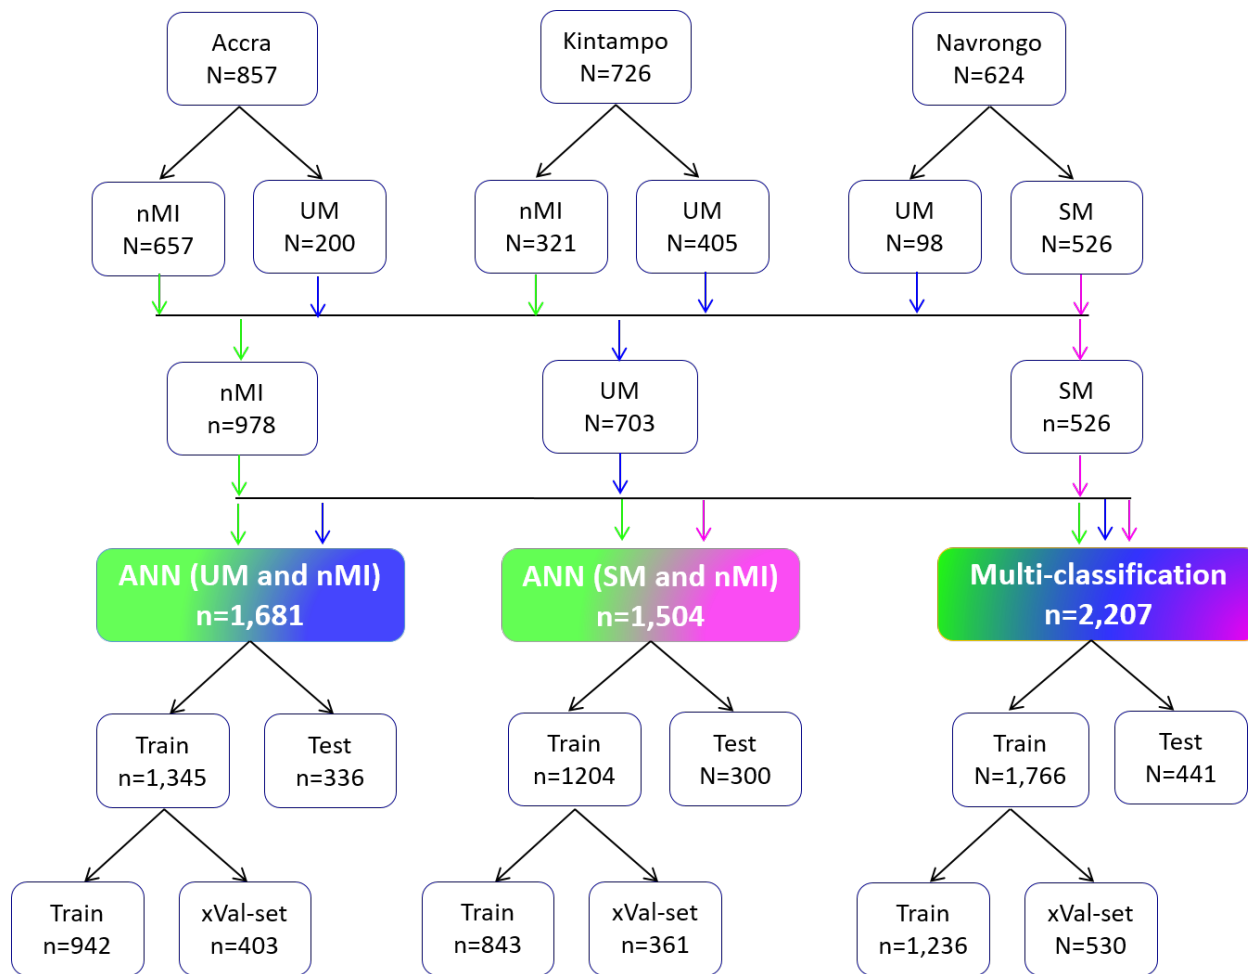 Accra
N=857
Kintampo
N=726
Navrongo
N=624
nMI
N=657
UM
N=200
nMI
N=321
UM
N=405
UM
N=98
SM
N=526
nMI
n=978
UM
N=703
SM
n=526
ANN (UM and nMI)
n=1,681
ANN (SM and nMI)
n=1,504
Multi-classification
n=2,207
Train
n=1,345
Test
n=336
Train
n=1204
Test
N=300
Train
N=1,766
Test
N=441
Train
n=942
xVal-set
n=403
Train
n=843
xVal-set
n=361
Train
n=1,236
xVal-set
N=530